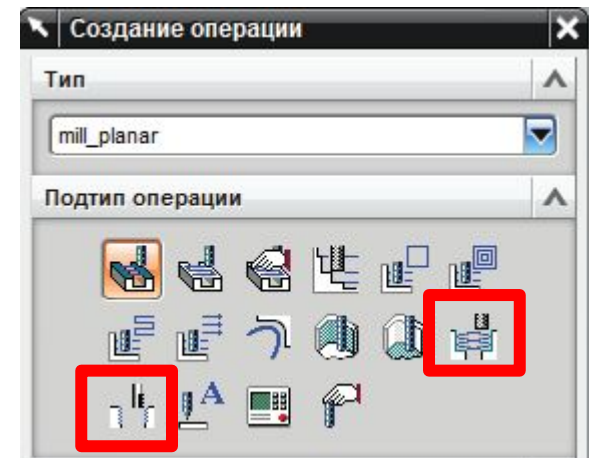 Создание операции
Тип
mill_planar
Подтип операции
A